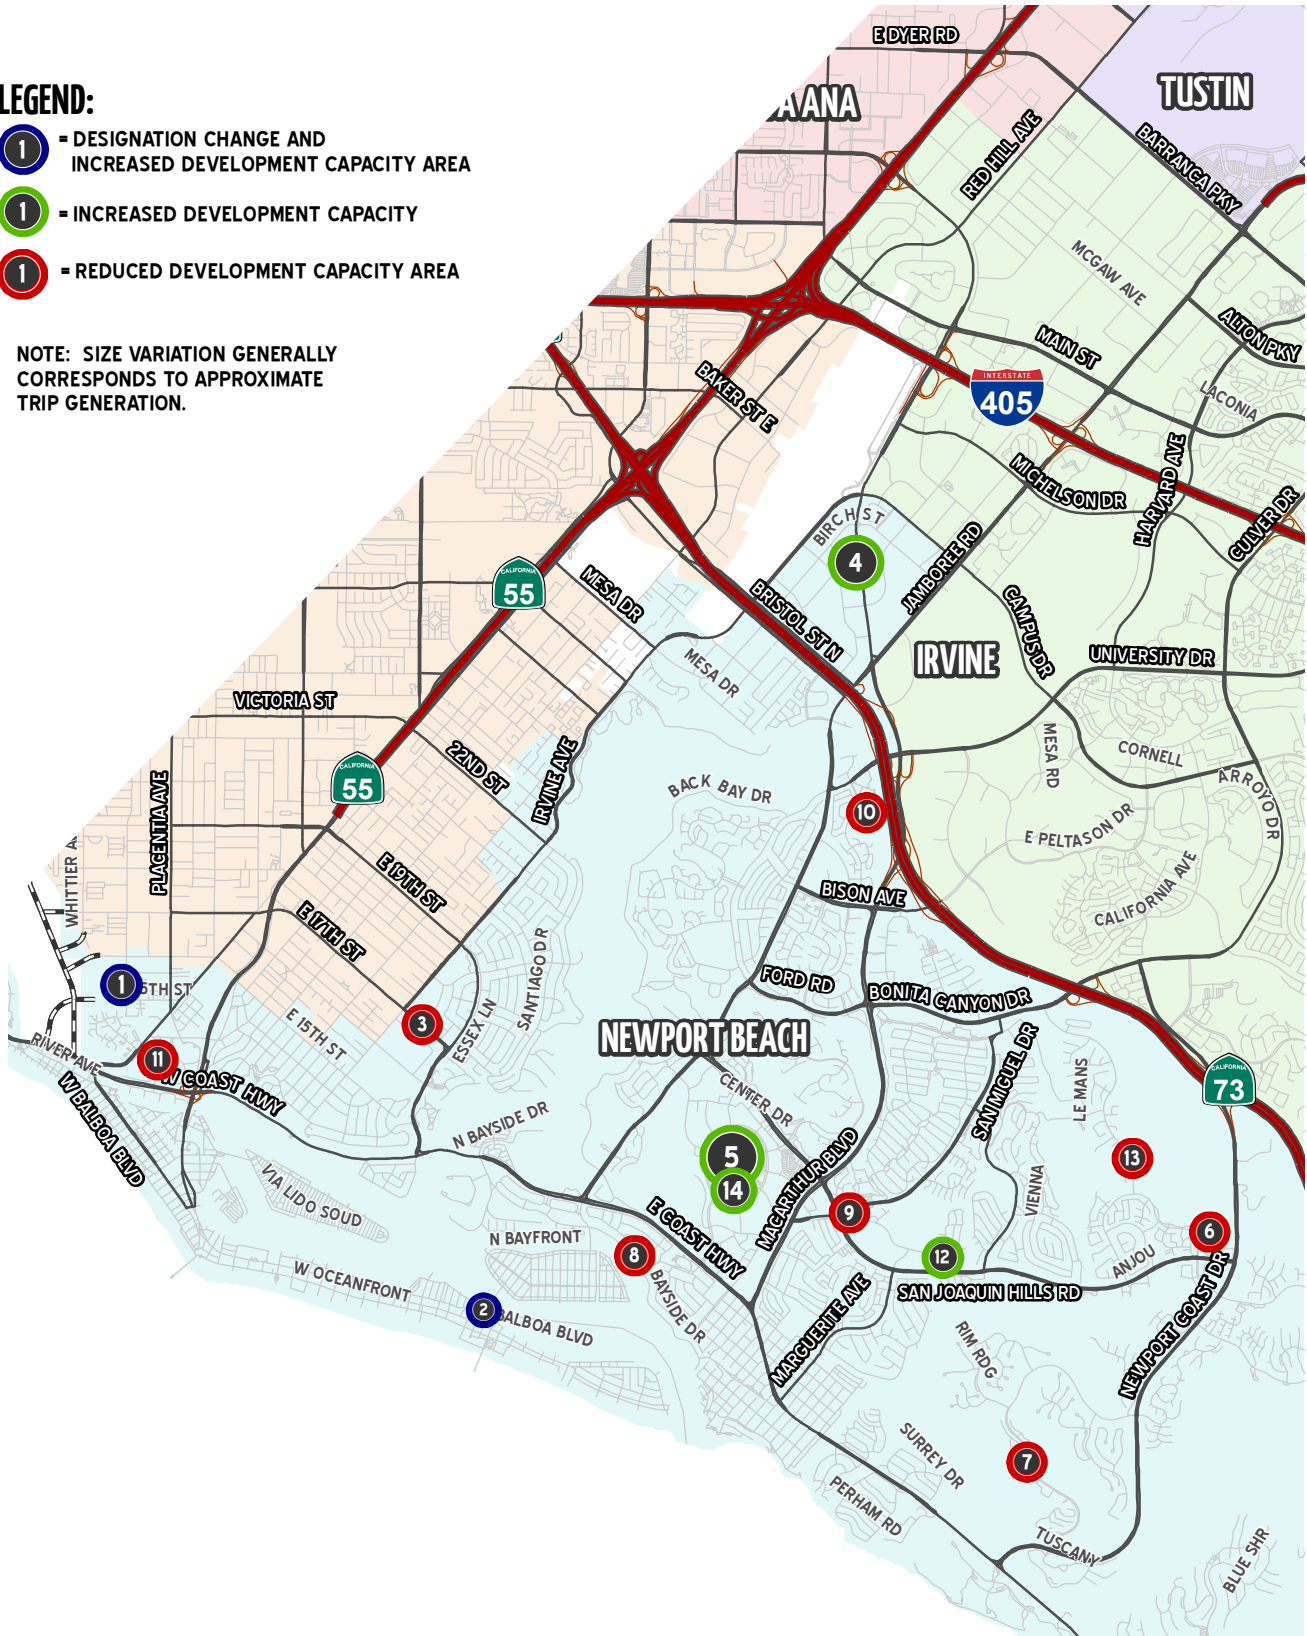 E DYER RD
TUSTIN
A ANA
LEGEND:
1 = DESIGNATION CHANGE AND
INCREASED DEVELOPMENT CAPACITY AREA
1 = INCREASED DEVELOPMENT CAPACITY
1 = REDUCED DEVELOPMENT CAPACITY AREA
NOTE: SIZE VARIATION GENERALLY
CORRESPONDS TO APPROXIMATE
TRIP GENERATION.
RED HILL AVE
BARRANCA PKY
MCGAW AVE
ALTON PKY
MAIN ST
LACONIA
INTERSTATE
405
BAKER ST E
MICHELSON DR
HARVARD AVE
CULVER DR
BIRCH ST
4
JAMBOREE RD
CALIFORNIA
55
MESA DR
BRISTOL ST N
CAMPUS DR
IRVINE
UNIVERSITY DR
MESA DR
VICTORIA ST
22ND ST
IRVINE AVE
CALIFORNIA
55
MESA RD
CORNELL
ARROYO DR
BACK BAY DR
10
E PELTASON DR
PLACENTIA AVE
WHITTIER A
E 19TH ST
BISON AVE
CALIFORNIA AVE
E 17TH ST
SANTIAGO DR
FORD RD
BONITA CANYON DR
1
5TH ST
E 15TH ST
3
ESSEX LN
NEWPORT BEACH
SAN MIGUEL DR
LE MANS
RIVER AVE
11
W COAST HWY
W BALBOA BLVD
CENTER DR
CALIFORNIA
73
N BAYSIDE DR
5
14
MACARTHUR BLVD
13
VIENNA
VIA LIDO SOUD
E COAST HWY
9
6
N BAYFRONT
8
12
ANJOU
W OCEANFRONT
BAYSIDE DR
SAN JOAQUIN HILLS RD
2
BALBOA BLVD
MARGUERITE AVE
RIM RDG
NEWPORT COAST DR
SURREY DR
7
PERHAM RD
TUSCANY
BLUE SHR